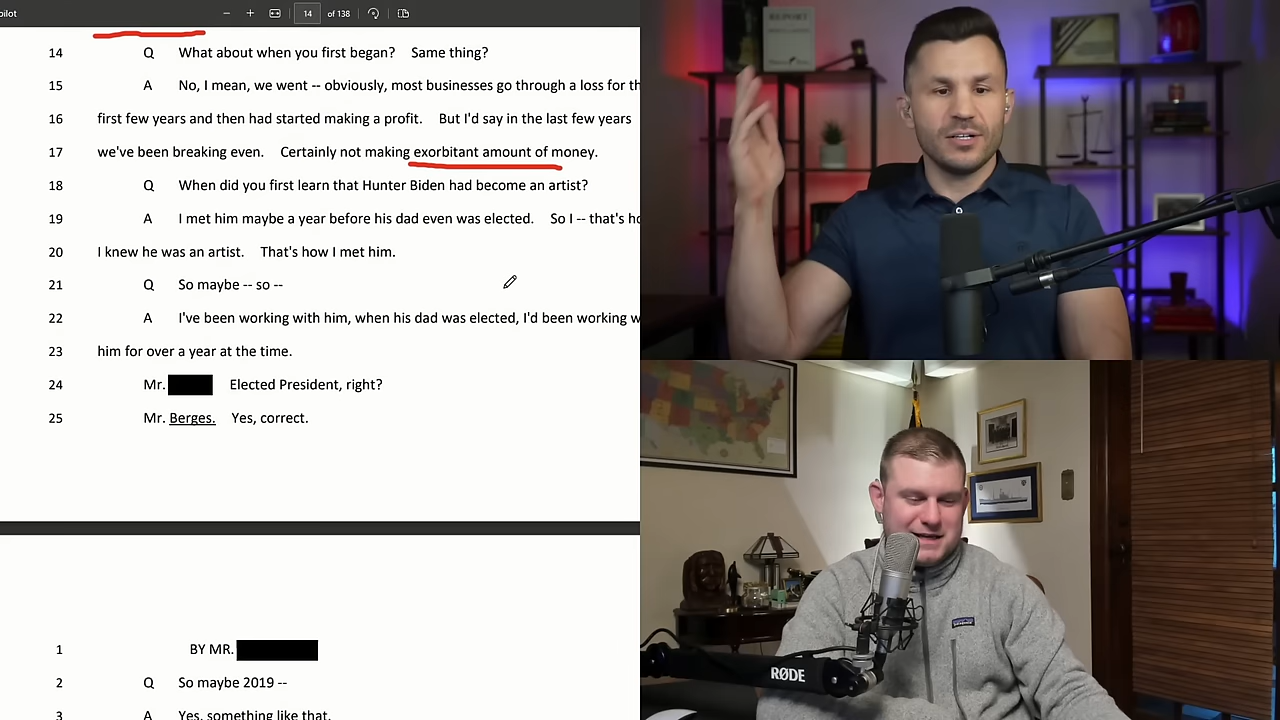 pilot
14 of 138
14 Q What about when you first began? Same thing?
15 A No, I mean, we went -- obviously, most businesses go through a loss for th
16 first few years and then had started making a profit. But I'd say in the last few years
17 we've been breaking even. Certainly not making exorbitant amount of money.
18 Q When did you first learn that Hunter Biden had become an artist?
19 A I met him maybe a year before his dad even was elected. So I -- that's ho
20 I knew he was an artist. That's how I met him.
21 Q So maybe -- so --
22 A I've been working with him, when his dad was elected, I'd been working w
23 him for over a year at the time.
24 Mr. Elected President, right?
25 Mr. Berges. Yes, correct.
1 BY MR.
2 Q So maybe 2019 --
3 A Yes, something like that.
REPORT
patagonia
RØDE